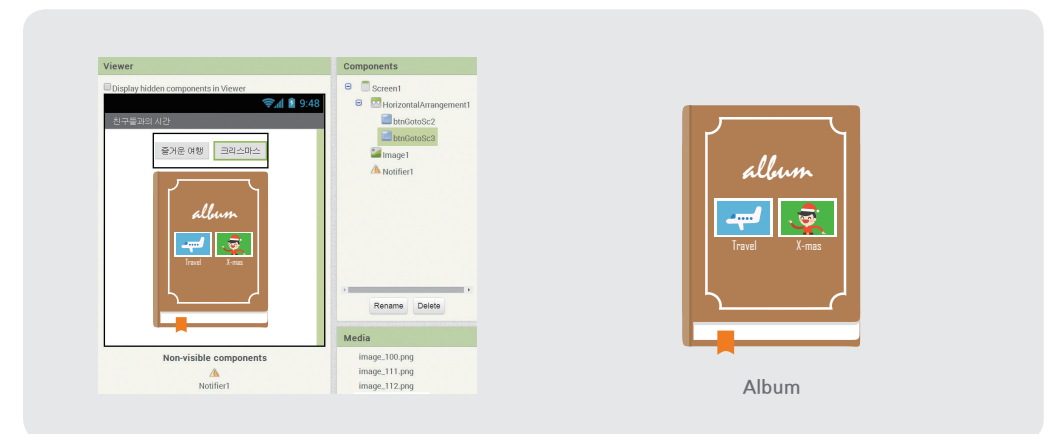 Viewer
Display hidden components in Viewer
9:48
친구들과의 시간
즐거운 여행 크리스마스
album
Travel X-mas
Non-visible components
Notifier1
Components
Screen1
HorizontalArrangement1
btnGotoSc2
btnGotoSc3
Image1
Notifier1
Rename Delete
Media
image_100.png
image_111.png
image_112.png
album
Travel X-mas
Album